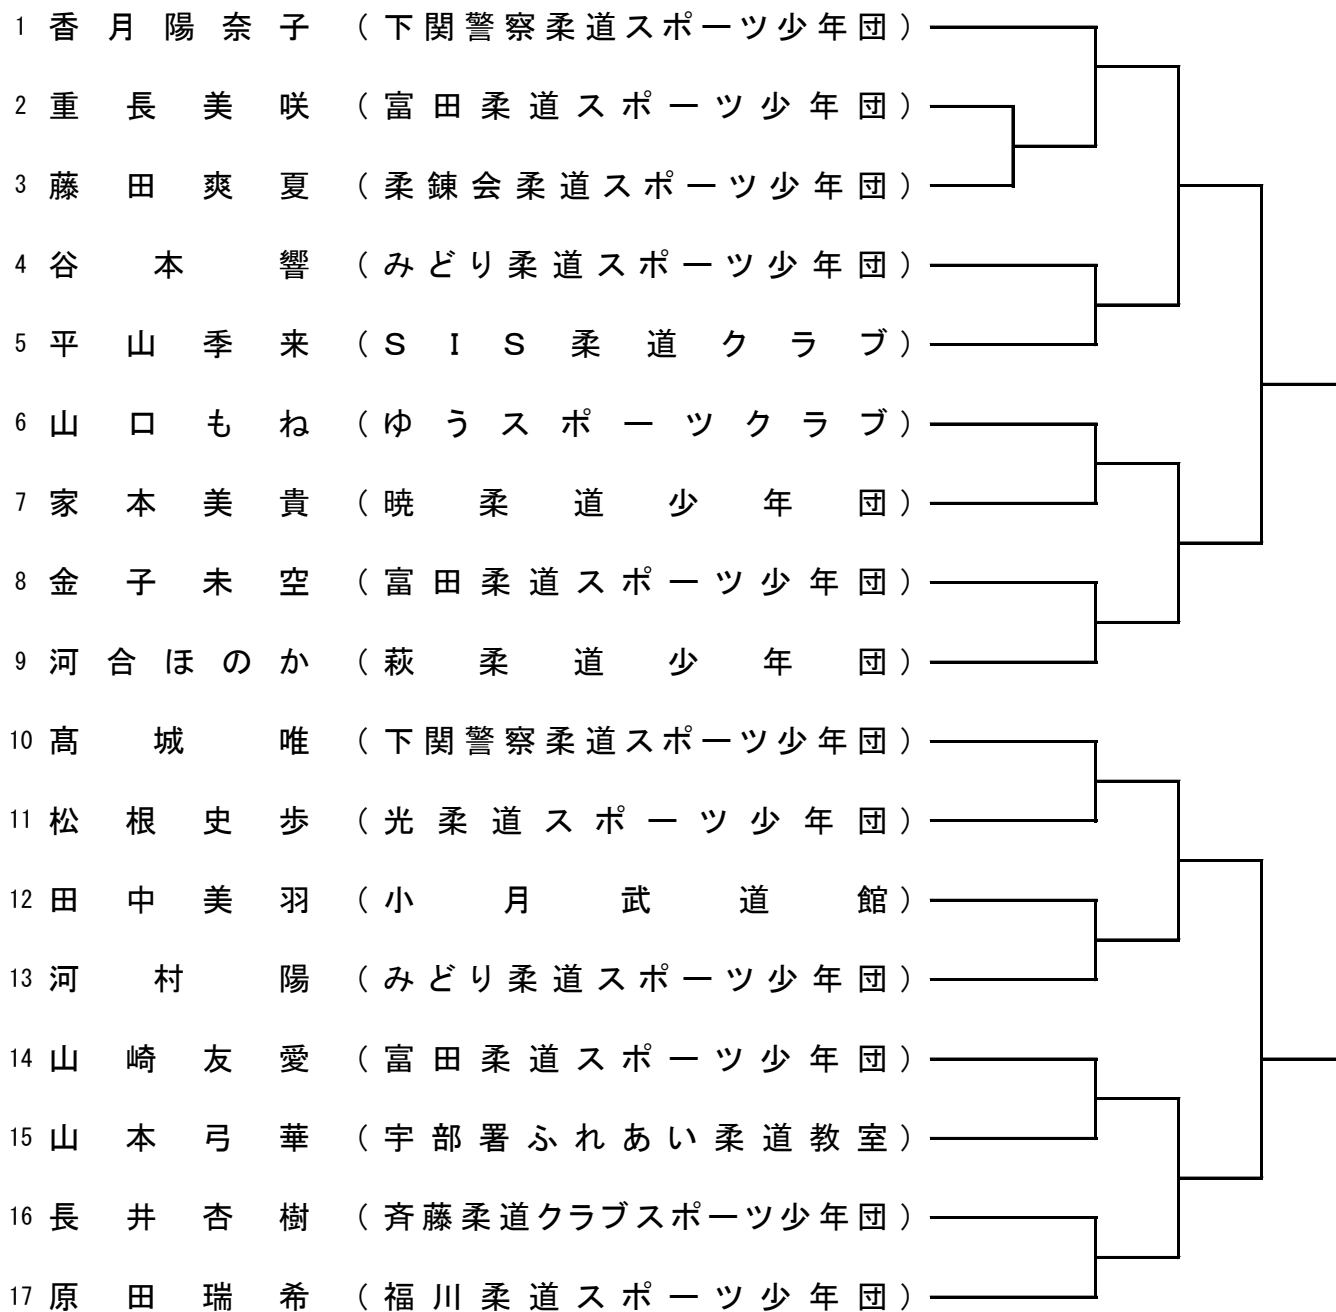 1 香月陽奈子 (下関警察柔道スポーツ少年団)
2 重長美咲 (富田柔道スポーツ少年団)
3 藤田爽夏 (柔錬会柔道スポーツ少年団)
4 谷本響 (みどり柔道スポーツ少年団)
5 平山季来 (SIS柔道クラブ)
6 山口もね (ゆうスポーツクラブ)
7 家本美貴 (暁柔道少年団)
8 金子未空 (富田柔道スポーツ少年団)
9 河合ほのか (萩柔道少年団)
10 髙城唯 (下関警察柔道スポーツ少年団)
11 松根史歩 (光柔道スポーツ少年団)
12 田中美羽 (小月武道館)
13 河村陽 (みどり柔道スポーツ少年団)
14 山崎友愛 (富田柔道スポーツ少年団)
15 山本弓華 (宇部署ふれあい柔道教室)
16 長井杏樹 (斉藤柔道クラブスポーツ少年団)
17 原田瑞希 (福川柔道スポーツ少年団)